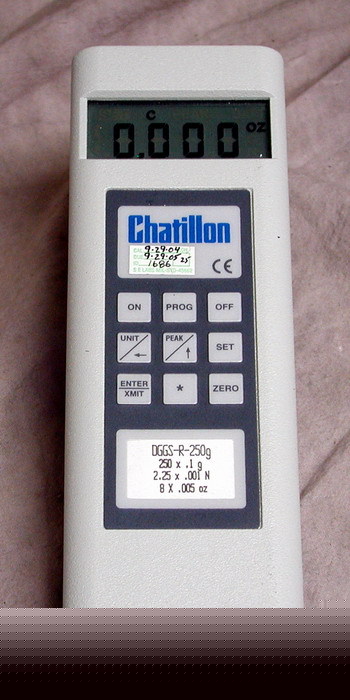 C
0.000 oz
Chatillon
9-29-04
9-29-05 25
1686
CE
ON PROG OFF
UNIT PEAK SET
ENTER
XMIT * ZERO
DGGS-R-250g
250 x .1 g
2.25 x .001 N
8 X .005 oz